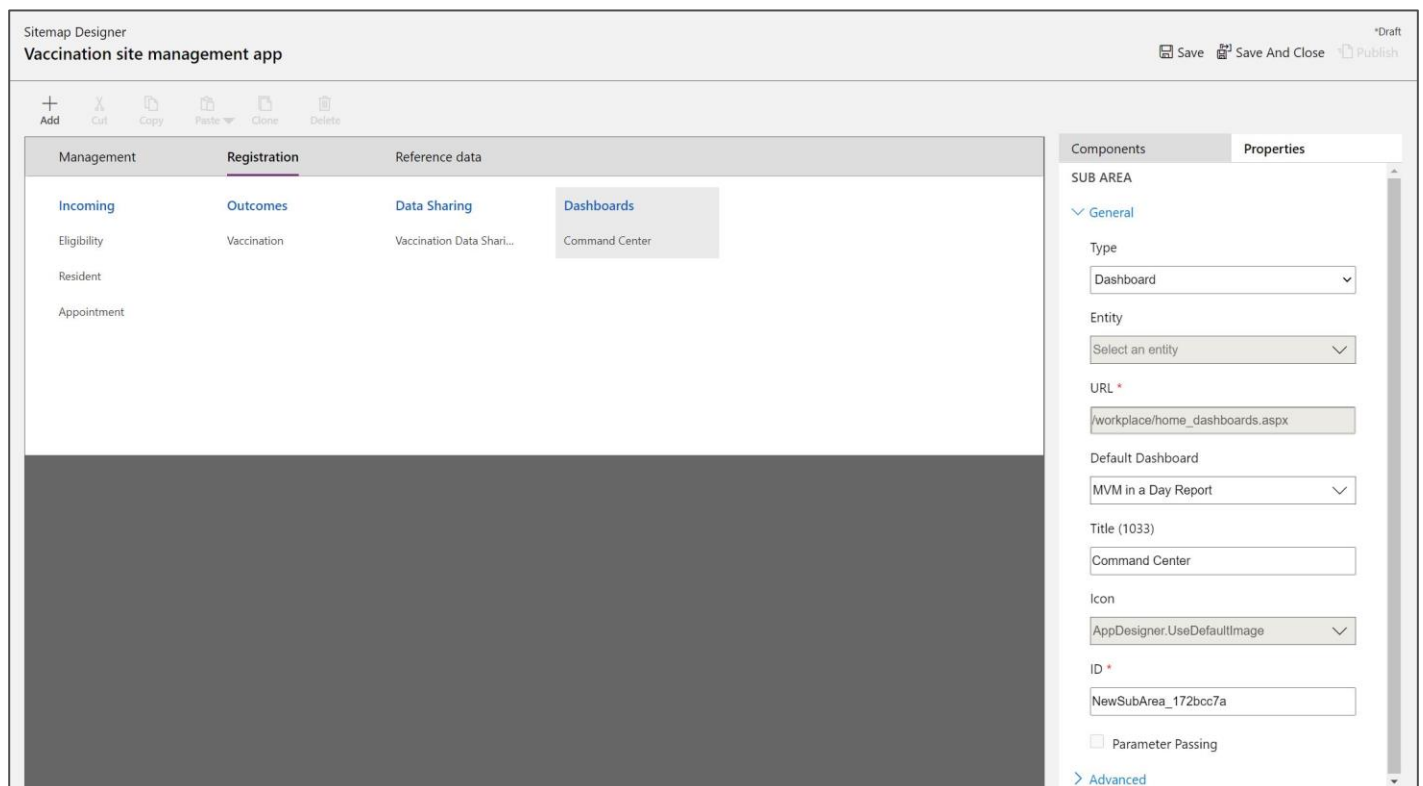 Sitemap Designer
*Draft
Vaccination site management app
Save Save And Close Publish
Add Cut Copy Paste Clone Delete
Management Registration Reference data
Components Properties
SUB AREA
Incoming Outcomes Data Sharing Dashboards
General
Eligibility Vaccination Vaccination Data Shari... Command Center
Type
Resident
Dashboard
Appointment
Entity
Select an entity
URL *
/workplace/home_dashboards.aspx
Default Dashboard
MVM in a Day Report
Title (1033)
Command Center
Icon
AppDesigner.UseDefaultImage
ID *
NewSubArea_172bcc7a
Parameter Passing
Advanced